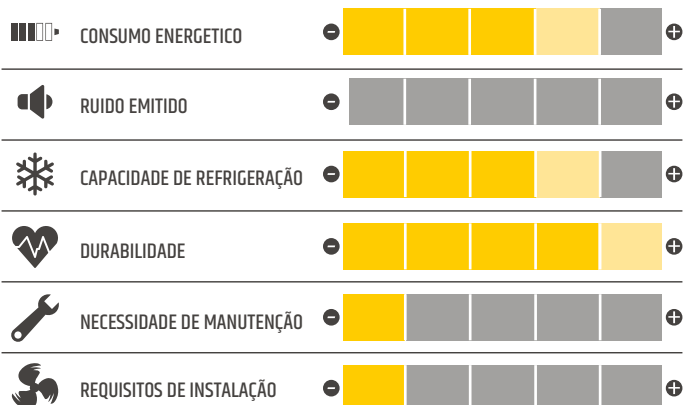 CONSUMO ENERGETICO
RUIDO EMITIDO
CAPACIDADE DE REFRIGERAÇÃO
DURABILIDADE
NECESSIDADE DE MANUTENÇÃO
REQUISITOS DE INSTALAÇÃO